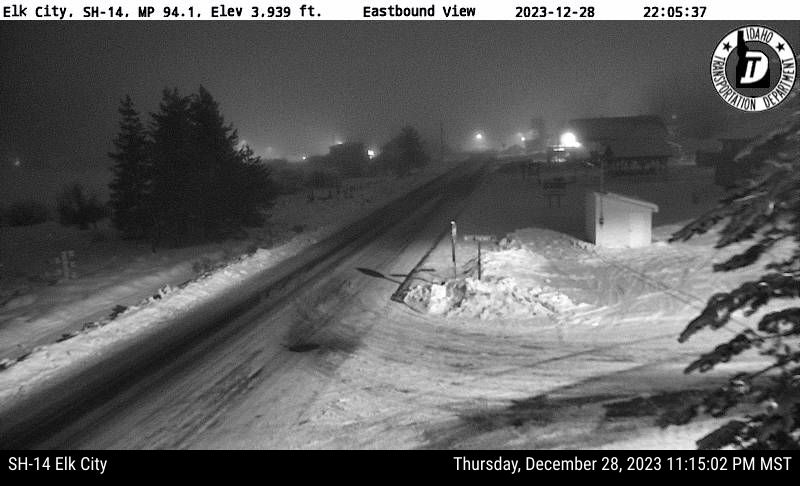 Elk City, SH-14, MP 94.1, Elev 3,939 ft. Eastbound View 2023-12-28 22:05:37
IDAHO
TRANSPORTATION DEPARTMENT
SH-14 Elk City Thursday, December 28, 2023 11:15:02 PM MST